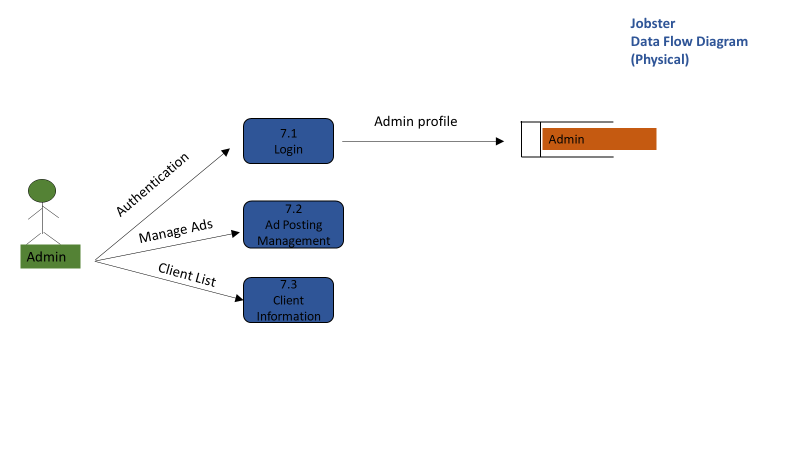 Jobster
Data Flow Diagram
(Physical)
Admin profile
7.1
Login
Admin
Authentication
7.2
Ad Posting
Management
Manage Ads
Admin
Client List
7.3
Client
Information